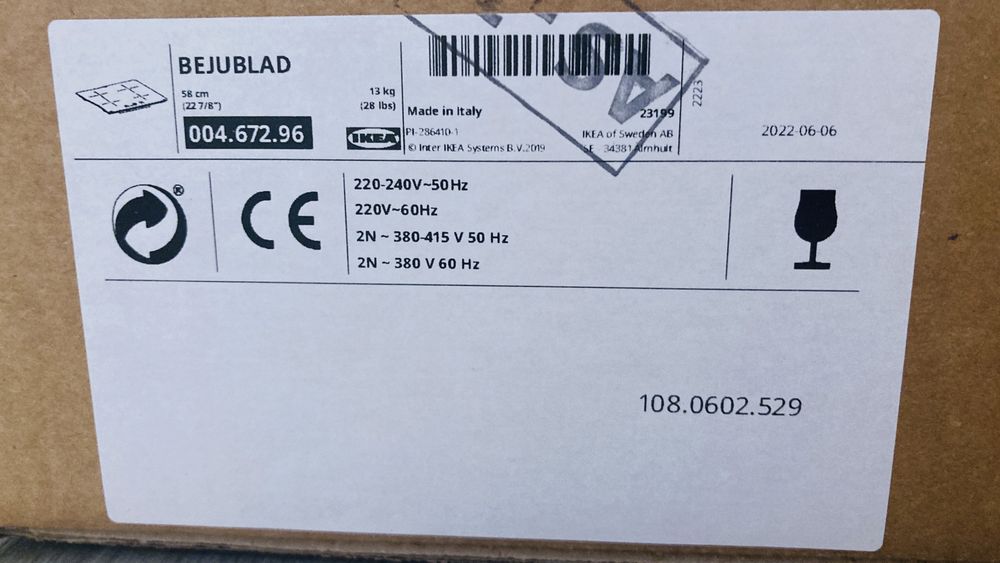 BEJUBLAD
58 cm
(22 7/8")
13 kg
(28 lbs)
004.672.96
IKEA
Made in Italy
23199
PI-286410-1
IKEA of Sweden AB
© Inter IKEA Systems B.V.2019
SE - 34381 Älmhult
2223
2022-06-06
®
CE
220-240V~50Hz
220V~60Hz
2N ~ 380-415 V 50 Hz
2N ~ 380 V 60 Hz
108.0602.529